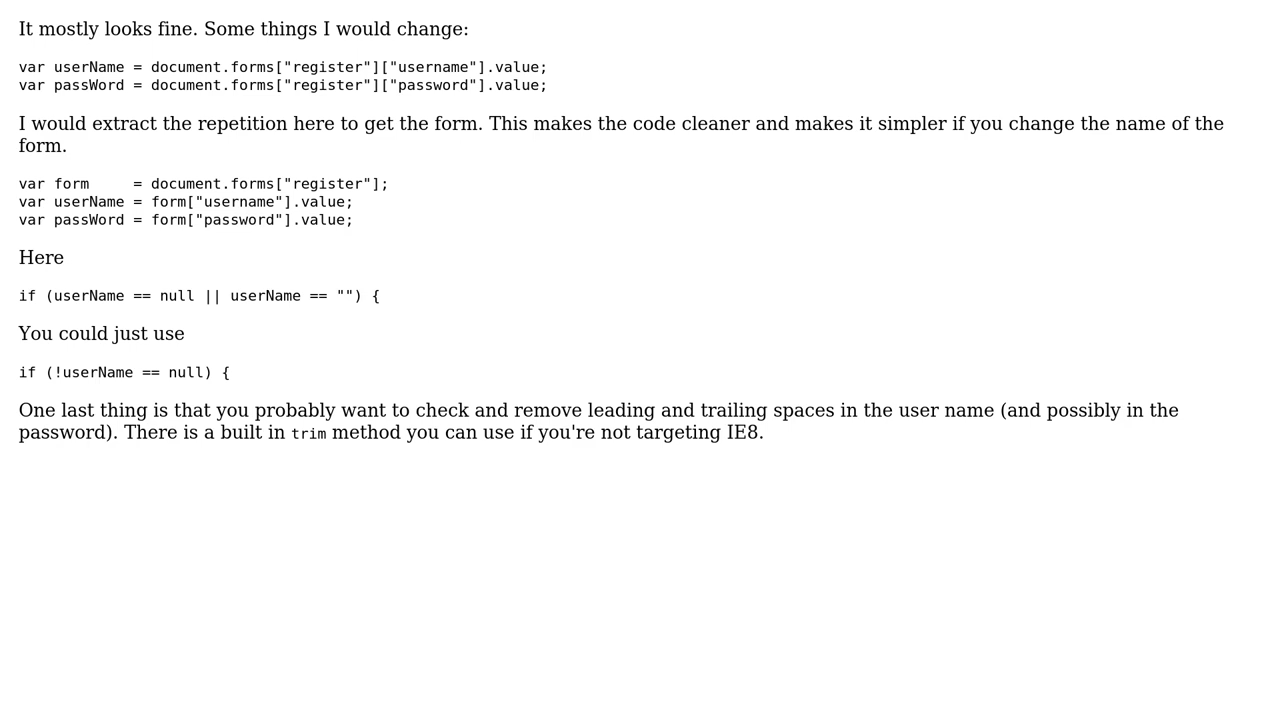 It mostly looks fine. Some things I would change:
var userName = document.forms["register"]["username"].value;
var passWord = document.forms["register"]["password"].value;
I would extract the repetition here to get the form. This makes the code cleaner and makes it simpler if you change the name of the
form.
var form     = document.forms["register"];
var userName = form["username"].value;
var passWord = form["password"].value;
Here
if (userName == null || userName == "") {
You could just use
if (!userName == null) {
One last thing is that you probably want to check and remove leading and trailing spaces in the user name (and possibly in the
password). There is a built in trim method you can use if you're not targeting IE8.